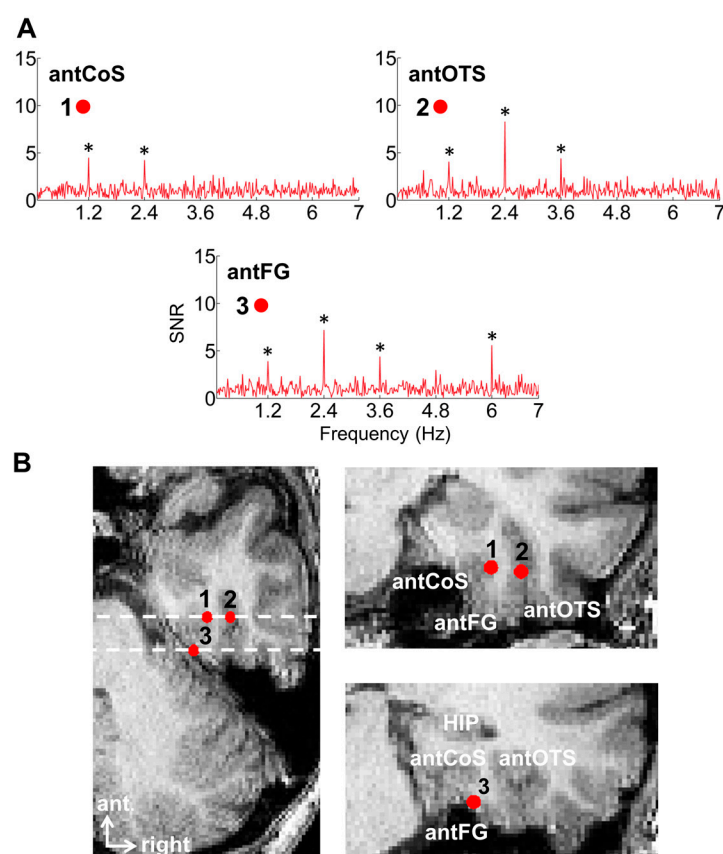 A
15
antCoS
10
1
*
*
5
0
1.2 2.4 3.6 4.8 6 7
15
antOTS
10
2
*
*
*
5
0
1.2 2.4 3.6 4.8 6 7
15
antFG
10
3
*
*
*
*
SNR
5
0
1.2 2.4 3.6 4.8 6 7
Frequency (Hz)
B
1 2
3
ant.
right
1 2
antCoS
antOTS
antFG
HIP
antCoS antOTS
3
antFG